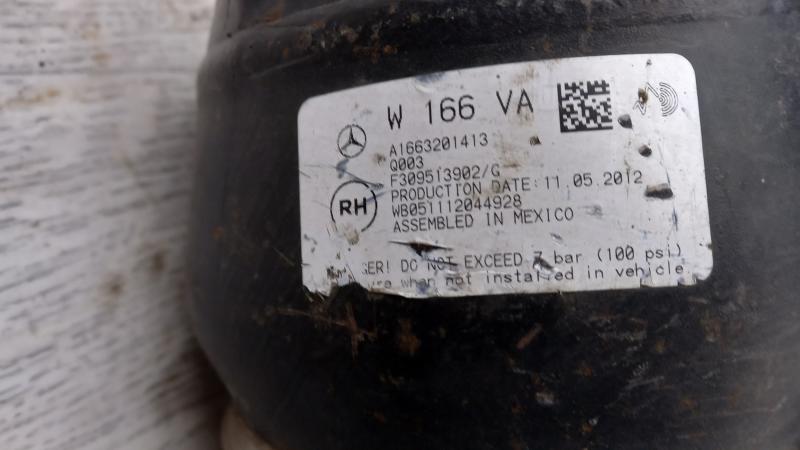 W 166 VA
A1663201413
Q003
F309513902/G
PRODUCTION DATE: 11.05.2012
WB051112044928
ASSEMBLED IN MEXICO
RH
DO NOT EXCEED 7 bar (100 psi)
when not installed in vehicle